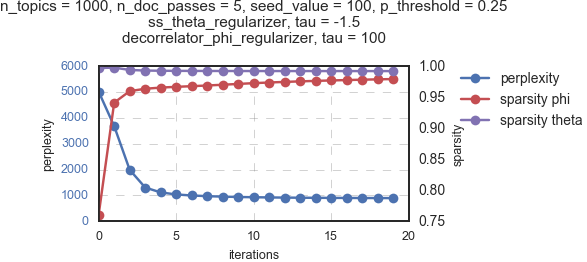 n_topics = 1000, n_doc_passes = 5, seed_value = 100, p_threshold = 0.25
ss_theta_regularizer, tau = -1.5
decorrelator_phi_regularizer, tau = 100
6000
5000
4000
3000
2000
1000
0
perplexity
0
5
10
15
20
iterations
1.00
0.95
0.90
0.85
0.80
0.75
sparsity
perplexity
sparsity phi
sparsity theta